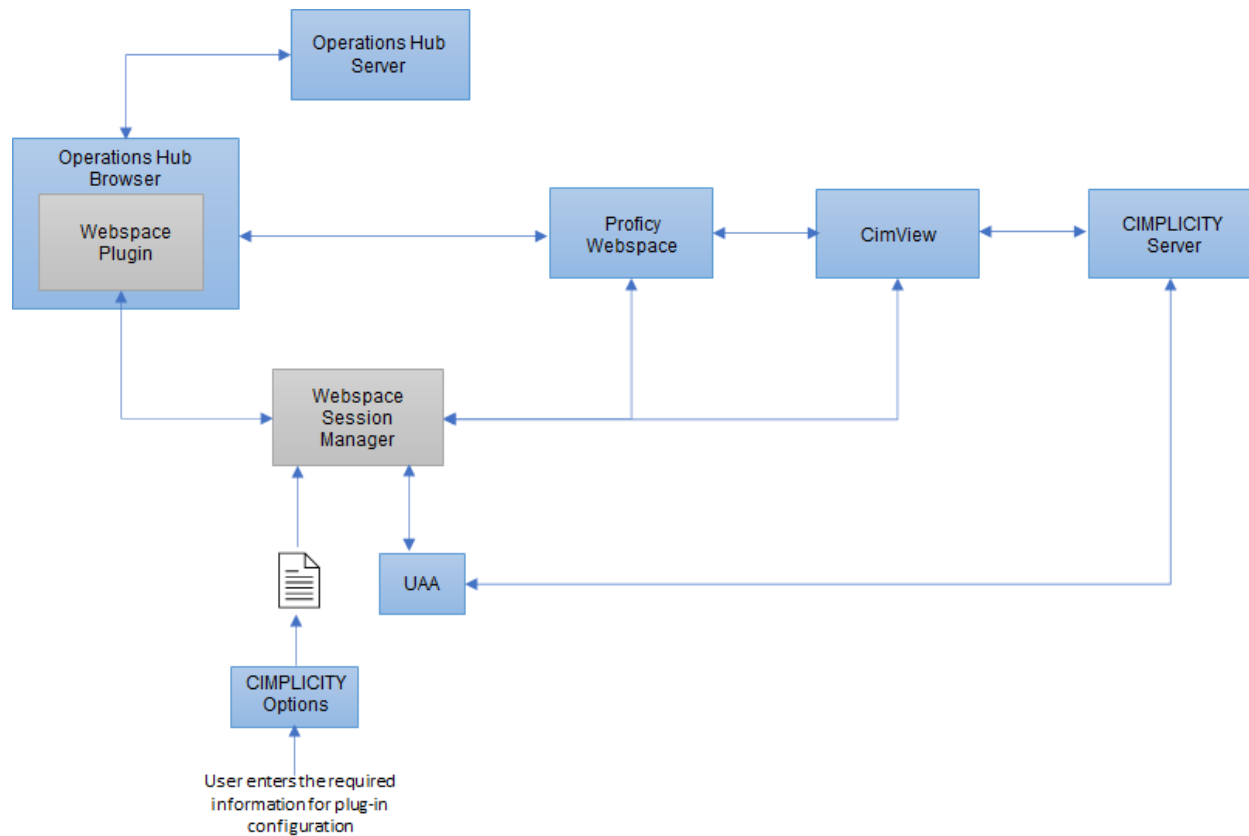 Operations Hub
Server
Operations Hub
Browser
Webspace
Plugin
Proficy
Webspace
CimView
CIMPLICITY
Server
Webspace
Session
Manager
UAA
CIMPLICITY
Options
User enters the required
information for plug-in
configuration